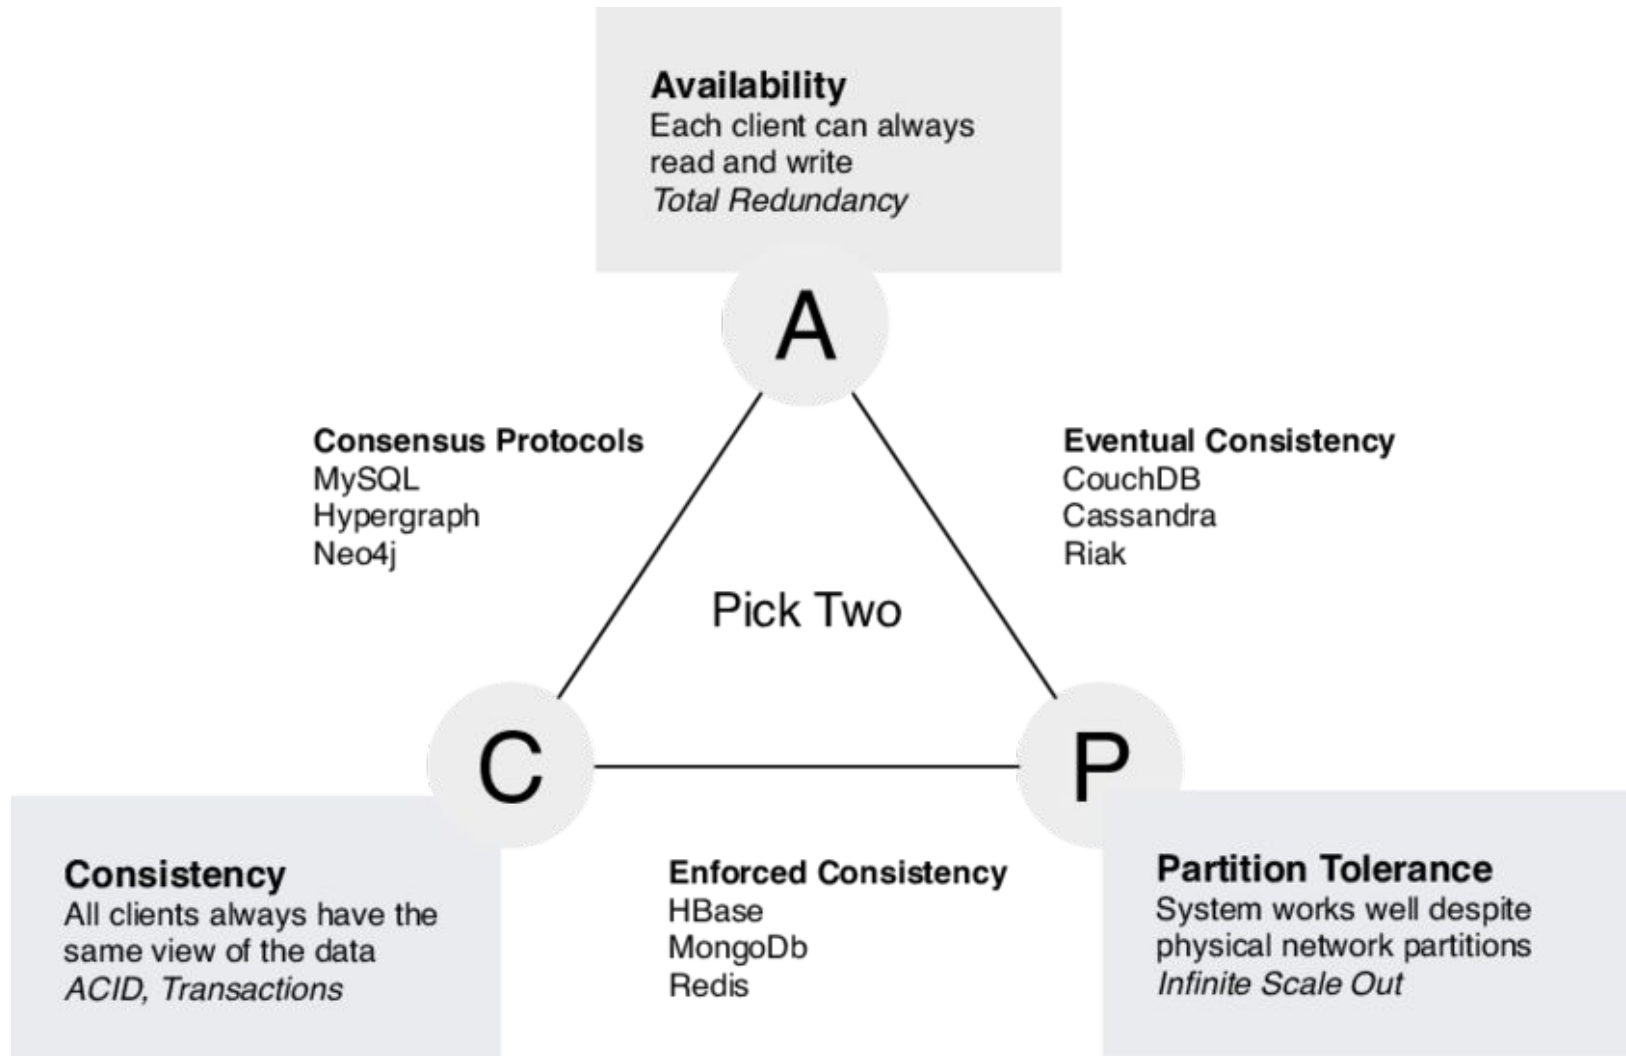 Availability
Each client can always
read and write
Total Redundancy
A
Consensus Protocols
MySQL
Hypergraph
Neo4j
Eventual Consistency
CouchDB
Cassandra
Riak
Pick Two
C
P
Consistency
All clients always have the
same view of the data
ACID, Transactions
Enforced Consistency
HBase
MongoDb
Redis
Partition Tolerance
System works well despite
physical network partitions
Infinite Scale Out